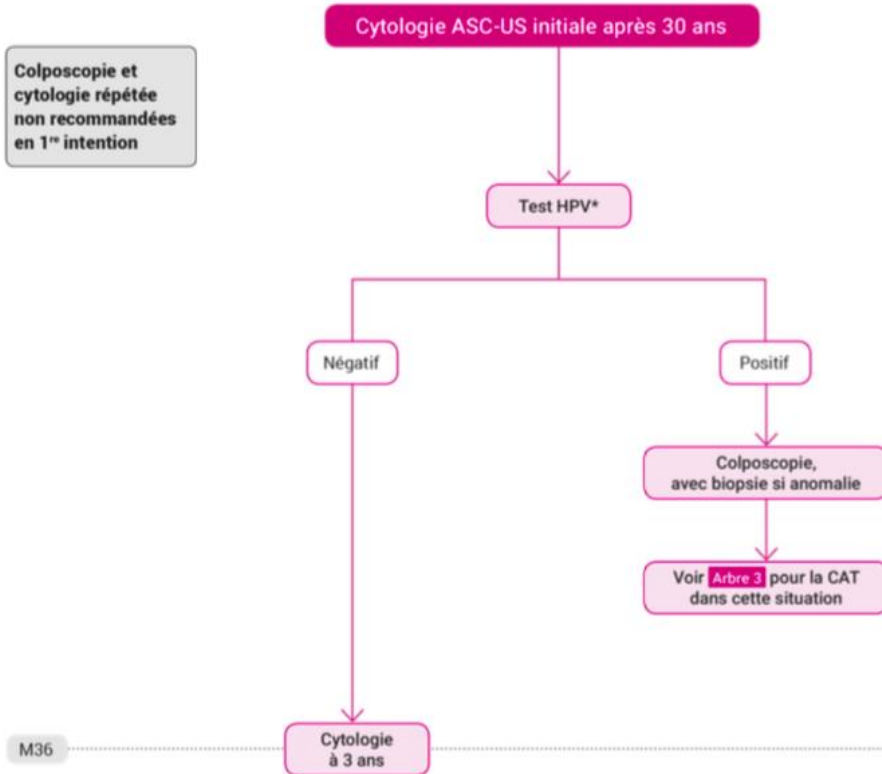 Cytologie ASC-US initiale après 30 ans
Colposcopie et
cytologie répétée
non recommandées
en 1re intention
Test HPV*
Négatif
Positif
Colposcopie,
avec biopsie si anomalie
Voir Arbre 3 pour la CAT
dans cette situation
M36
Cytologie
à 3 ans